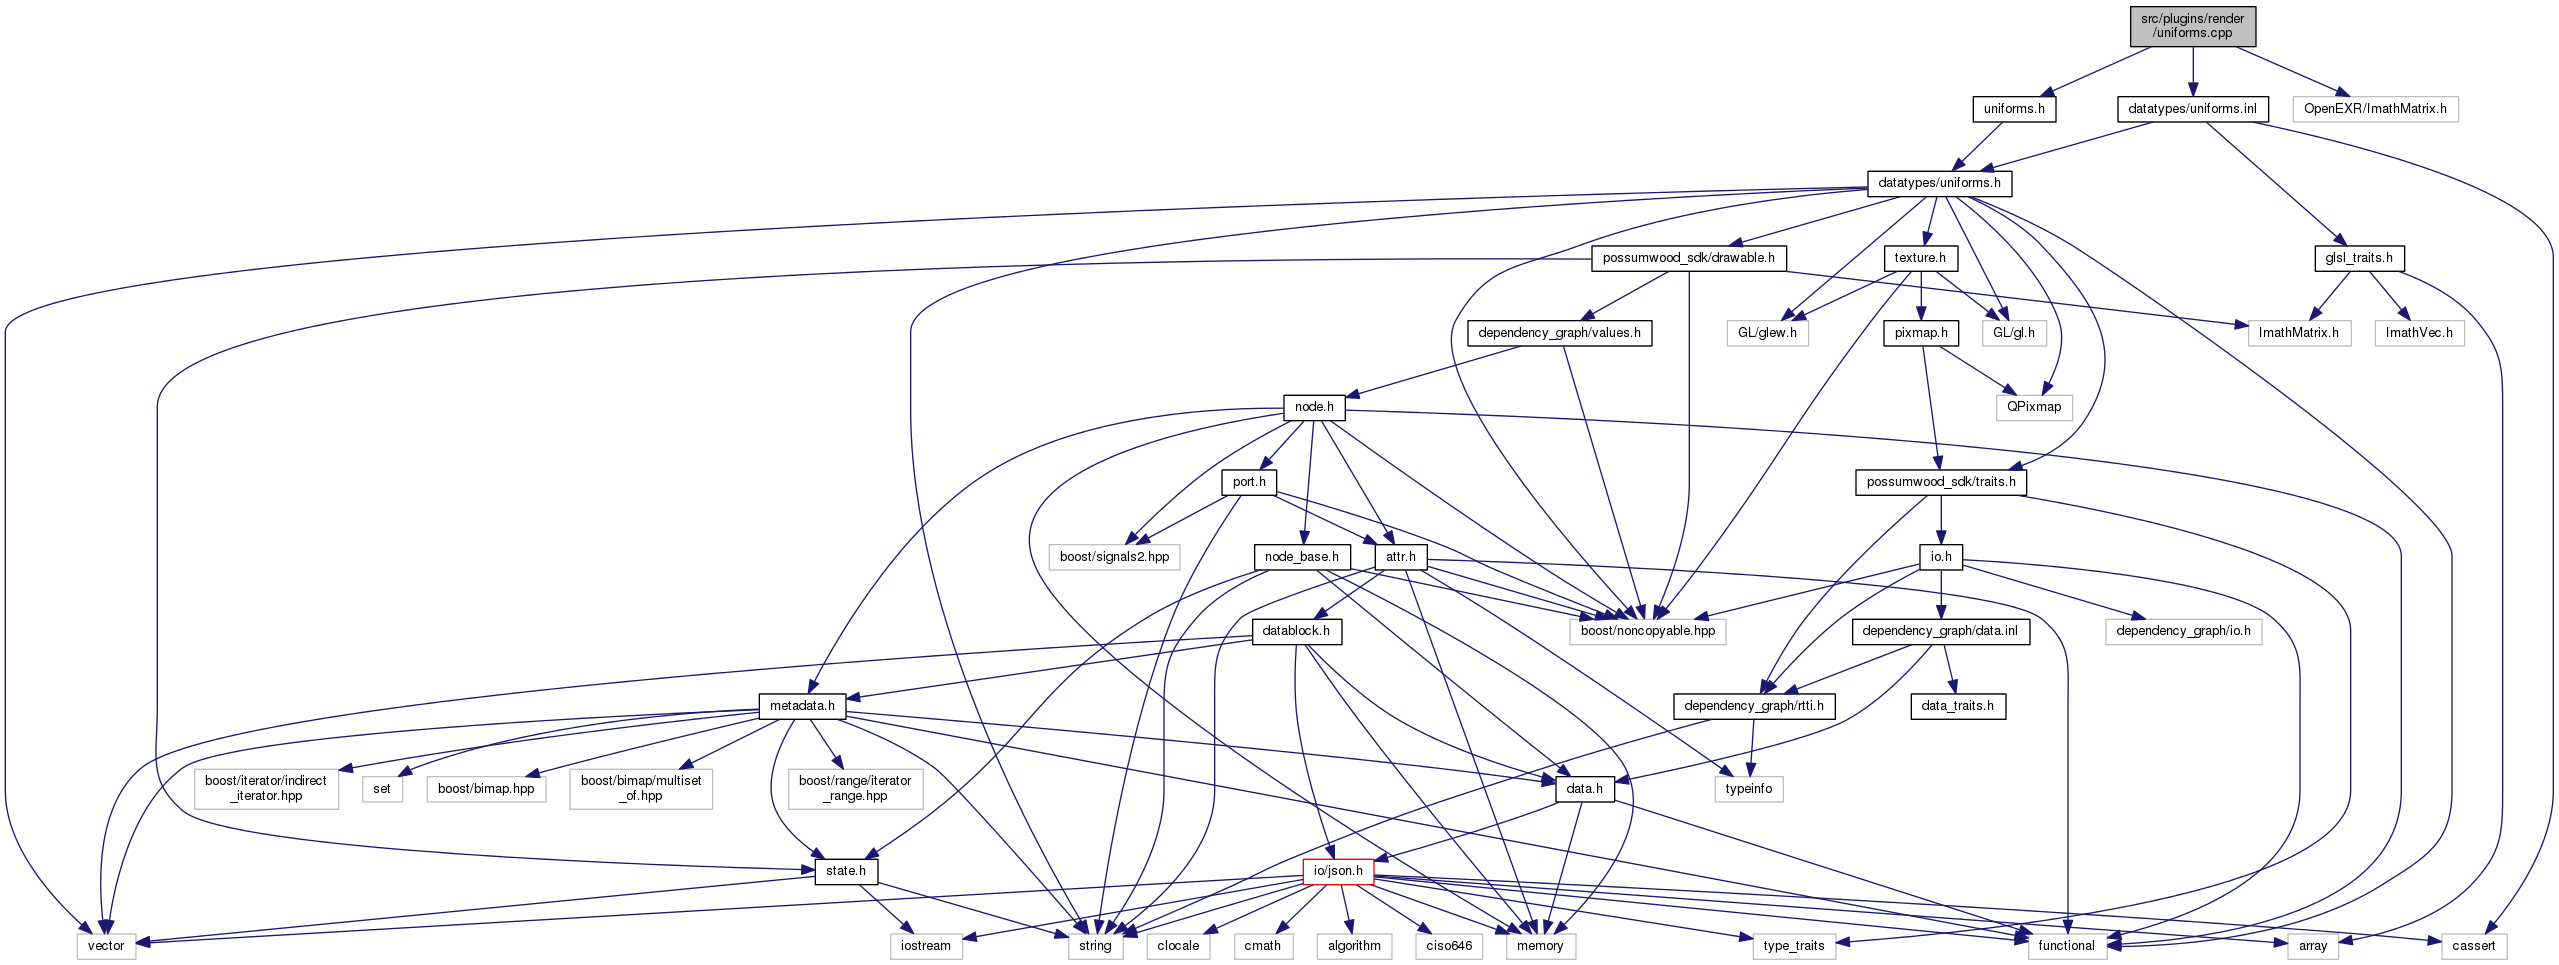 src/plugins/render
/uniforms.cpp
uniforms.h
datatypes/uniforms.inl
OpenEXR/ImathMatrix.h
datatypes/uniforms.h
possumwood_sdk/drawable.h
texture.h
glsl_traits.h
dependency_graph/values.h
GL/glew.h
pixmap.h
GL/gl.h
ImathMatrix.h
ImathVec.h
node.h
QPixmap
port.h
possumwood_sdk/traits.h
boost/signals2.hpp
node_base.h
attr.h
io.h
datablock.h
boost/noncopyable.hpp
dependency_graph/data.inl
dependency_graph/io.h
metadata.h
dependency_graph/rtti.h
data_traits.h
boost/iterator/indirect
_iterator.hpp
set
boost/bimap.hpp
boost/bimap/multiset
_of.hpp
boost/range/iterator
_range.hpp
data.h
typeinfo
state.h
io/json.h
vector
iostream
string
clocale
cmath
algorithm
ciso646
memory
type_traits
functional
array
cassert